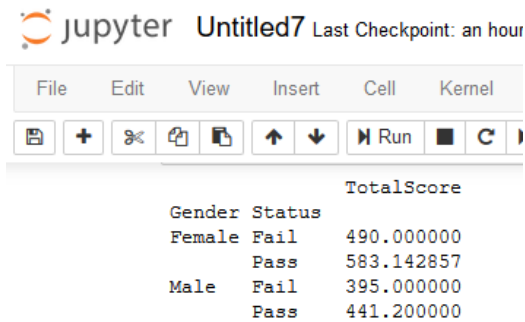 jupyter Untitled7 Last Checkpoint: an hour
File Edit View Insert Cell Kernel
Run
TotalScore
Gender Status
Female Fail 490.000000
Pass 583.142857
Male Fail 395.000000
Pass 441.200000